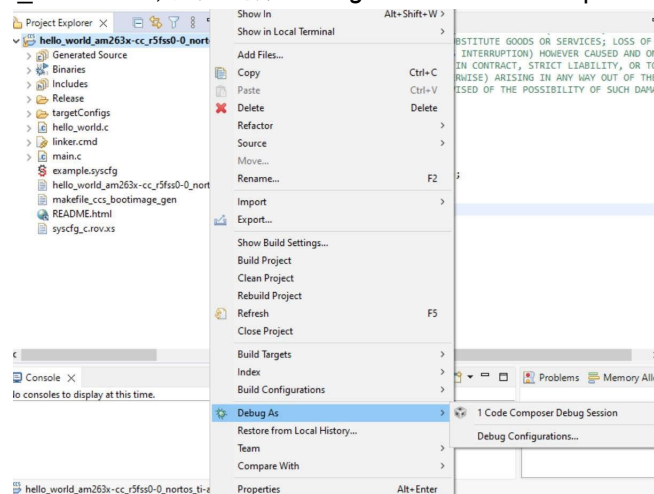 Project Explorer
hello_world_am263x-cc_r5fss0-0_nort
Generated Source
Binaries
Includes
Release
targetConfigs
hello_world.c
linker.cmd
main.c
example.syscfg
hello_world_am263x-cc_r5fss0-0_nort
makefile_ccs_bootimage_gen
README.html
syscfg_c.rov.xs
Show In Alt+Shift+W >
Show in Local Terminal >
Add Files...
Copy Ctrl+C
Paste Ctrl+V
Delete Delete
Refactor >
Source >
Move...
Rename... F2
Import >
Export...
Show Build Settings...
Build Project
Clean Project
Rebuild Project
Refresh F5
Close Project
Build Targets >
Index >
Build Configurations >
Debug As >
Restore from Local History...
Team >
Compare With >
Properties Alt+Enter
1 Code Composer Debug Session
Debug Configurations...
BSTITUTE GOODS OR SERVICES; LOSS OF
INTERRUPTION) HOWEVER CAUSED AND ON
IN CONTRACT, STRICT LIABILITY, OR TO
RWISE) ARISING IN ANY WAY OUT OF THE
ISED OF THE POSSIBILITY OF SUCH DAMA
;
Console
lo consoles to display at this time.
Problems Memory All
hello_world_am263x-cc_r5fss0-0_nortos_ti-a